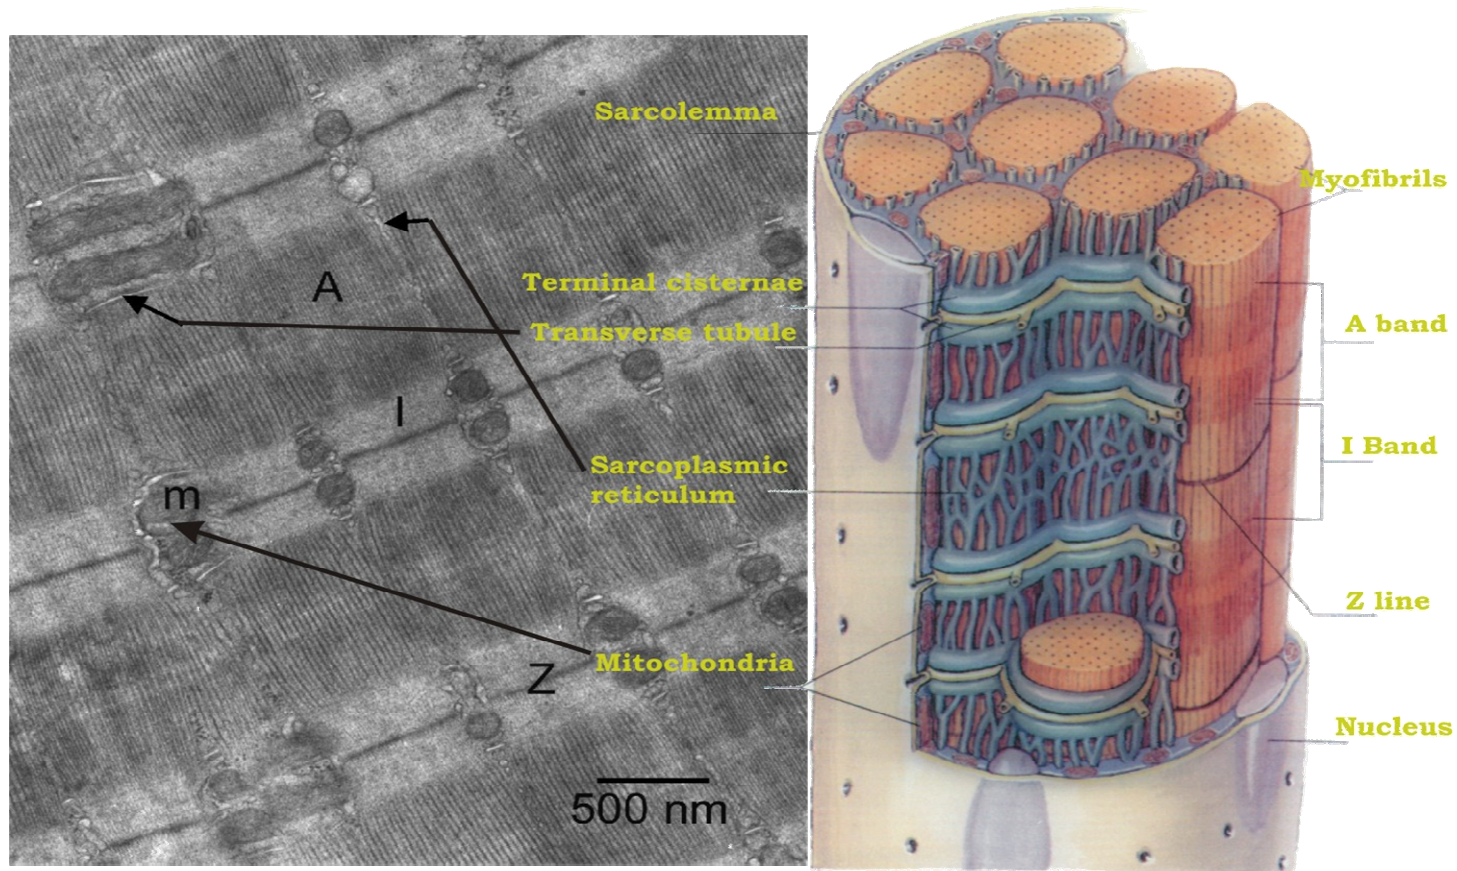 Sarcolemma
Myofibrils
A
Terminal cisternae
Transverse tubule
A band
I
I Band
Sarcoplasmic
reticulum
m
Z line
Mitochondria
Z
Nucleus
500 nm